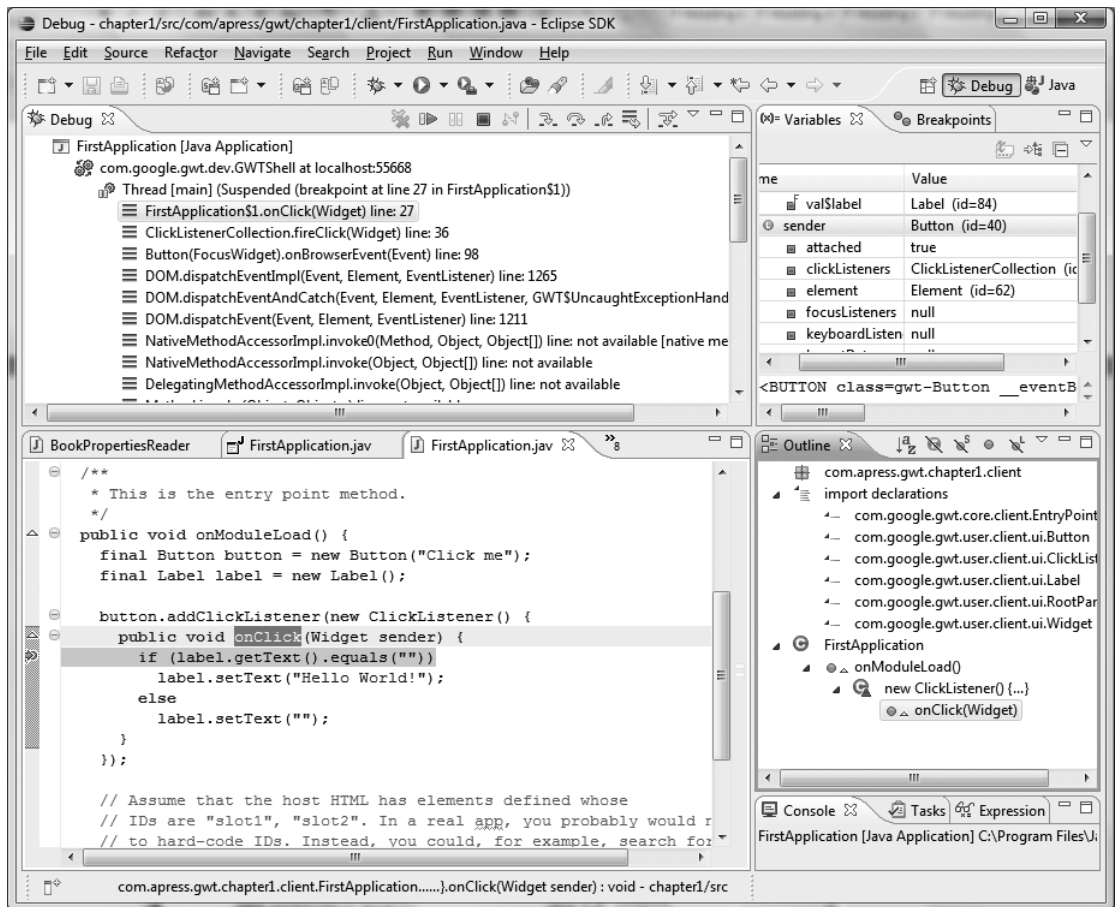 Debug - chapter1/src/com/apress/gwt/chapter1/client/FirstApplication.java - Eclipse SDK
File Edit Source Refactor Navigate Search Project Run Window Help
Debug Java
Debug
FirstApplication [Java Application]
com.google.gwt.dev.GWTShell at localhost:55668
Thread [main] (Suspended (breakpoint at line 27 in FirstApplication$1))
FirstApplication$1.onClick(Widget) line: 27
ClickListenerCollection.fireClick(Widget) line: 36
Button(FocusWidget).onBrowserEvent(Event) line: 98
DOM.dispatchEventImpl(Event, Element, EventListener) line: 1265
DOM.dispatchEventAndCatch(Event, Element, EventListener, GWT$UncaughtExceptionHand
DOM.dispatchEvent(Event, Element, EventListener) line: 1211
NativeMethodAccessorImpl.invoke0(Method, Object, Object[]) line: not available [native me
NativeMethodAccessorImpl.invoke(Object, Object[]) line: not available
DelegatingMethodAccessorImpl.invoke(Object, Object[]) line: not available
(x)= Variables Breakpoints
me Value
val$label Label (id=84)
sender Button (id=40)
attached true
clickListeners ClickListenerCollection (ic
element Element (id=62)
focusListeners null
keyboardListen null
<BUTTON class=gwt-Button __eventB
BookPropertiesReader FirstApplication.jav FirstApplication.jav »8
/**
* This is the entry point method.
*/
public void onModuleLoad() {
final Button button = new Button("Click me");
final Label label = new Label();
button.addClickListener(new ClickListener() {
public void onClick(Widget sender) {
if (label.getText().equals(""))
label.setText("Hello World!");
else
label.setText("");
}
});
// Assume that the host HTML has elements defined whose
// IDs are "slot1", "slot2". In a real app, you probably would n
// to hard-code IDs. Instead, you could, for example, search for
Outline
com.apress.gwt.chapter1.client
import declarations
com.google.gwt.core.client.EntryPoint
com.google.gwt.user.client.ui.Button
com.google.gwt.user.client.ui.ClickList
com.google.gwt.user.client.ui.Label
com.google.gwt.user.client.ui.RootPar
com.google.gwt.user.client.ui.Widget
FirstApplication
onModuleLoad()
new ClickListener() {...}
onClick(Widget)
Console Tasks Expression
FirstApplication [Java Application] C:\Program Files\Ja
com.apress.gwt.chapter1.client.FirstApplication......}.onClick(Widget sender) : void - chapter1/src